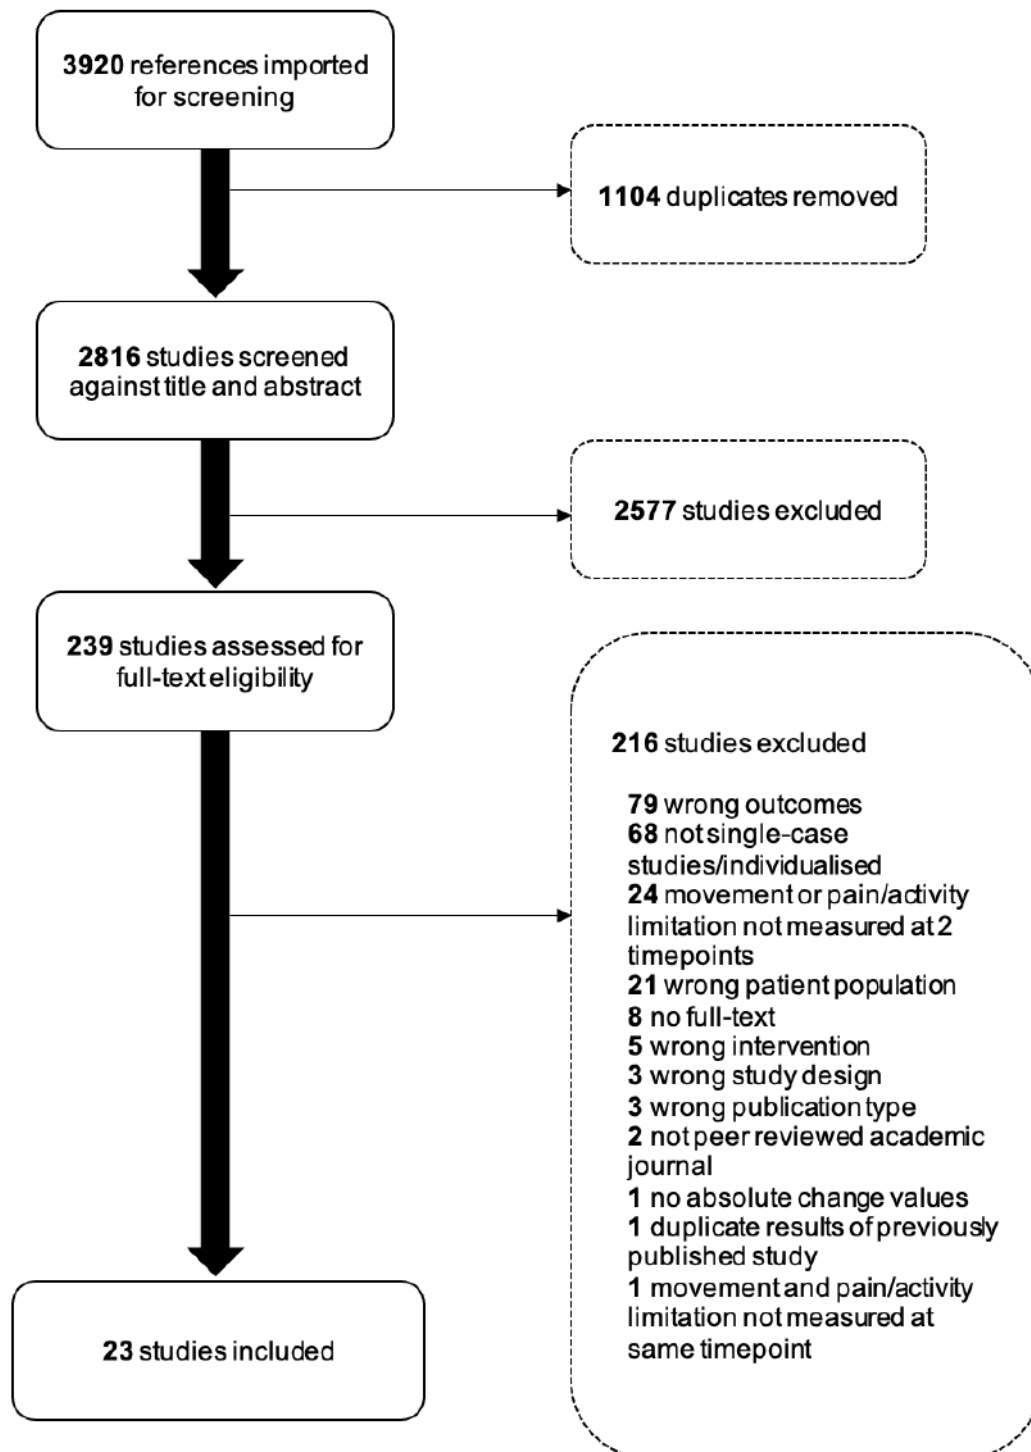 3920 references imported
for screening
1104 duplicates removed
2816 studies screened
against title and abstract
2577 studies excluded
239 studies assessed for
full-text eligibility
216 studies excluded
79 wrong outcomes
68 not single-case
studies/individualised
24 movement or pain/activity
limitation not measured at 2
timepoints
21 wrong patient population
8 no full-text
5 wrong intervention
3 wrong study design
3 wrong publication type
2 not peer reviewed academic
journal
1 no absolute change values
1 duplicate results of previously
published study
1 movement and pain/activity
limitation not measured at
same timepoint
23 studies included